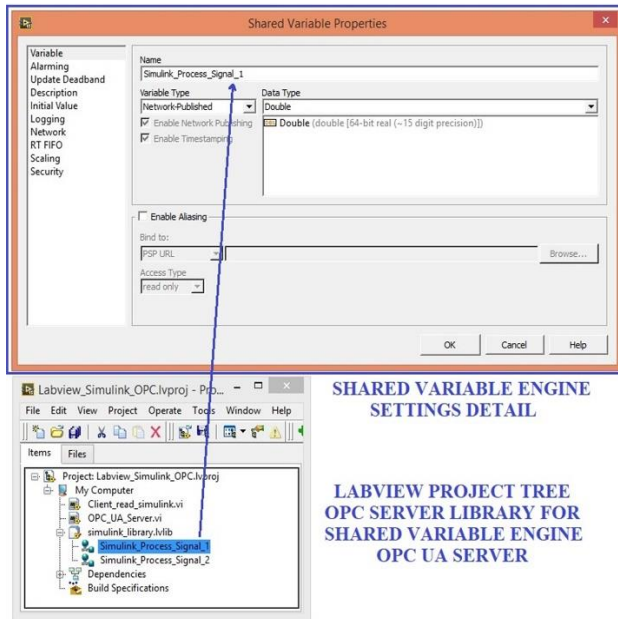 Shared Variable Properties
Variable
Alarming
Update Deadband
Description
Initial Value
Logging
Network
RT FIFO
Scaling
Security
Name
Simulink_Process_Signal_1
Variable Type
Data Type
Network-Published
Double
Enable Network Publishing
Double (double [64-bit real (~15 digit precision)])
Enable Timestamping
Enable Aliasing
Bind to:
PSP URL
Browse...
Access Type
read only
OK
Cancel
Help
Labview_Simulink_OPC.lvproj - Pro...
File Edit View Project Operate Tools Window Help
Items
Files
Project: Labview_Simulink_OPC.lvproj
My Computer
Client_read_simulink.vi
OPC_UA_Server.vi
simulink_library.lvlib
Simulink_Process_Signal_1
Simulink_Process_Signal_2
Dependencies
Build Specifications
SHARED VARIABLE ENGINE
SETTINGS DETAIL
LABVIEW PROJECT TREE
OPC SERVER LIBRARY FOR
SHARED VARIABLE ENGINE
OPC UA SERVER